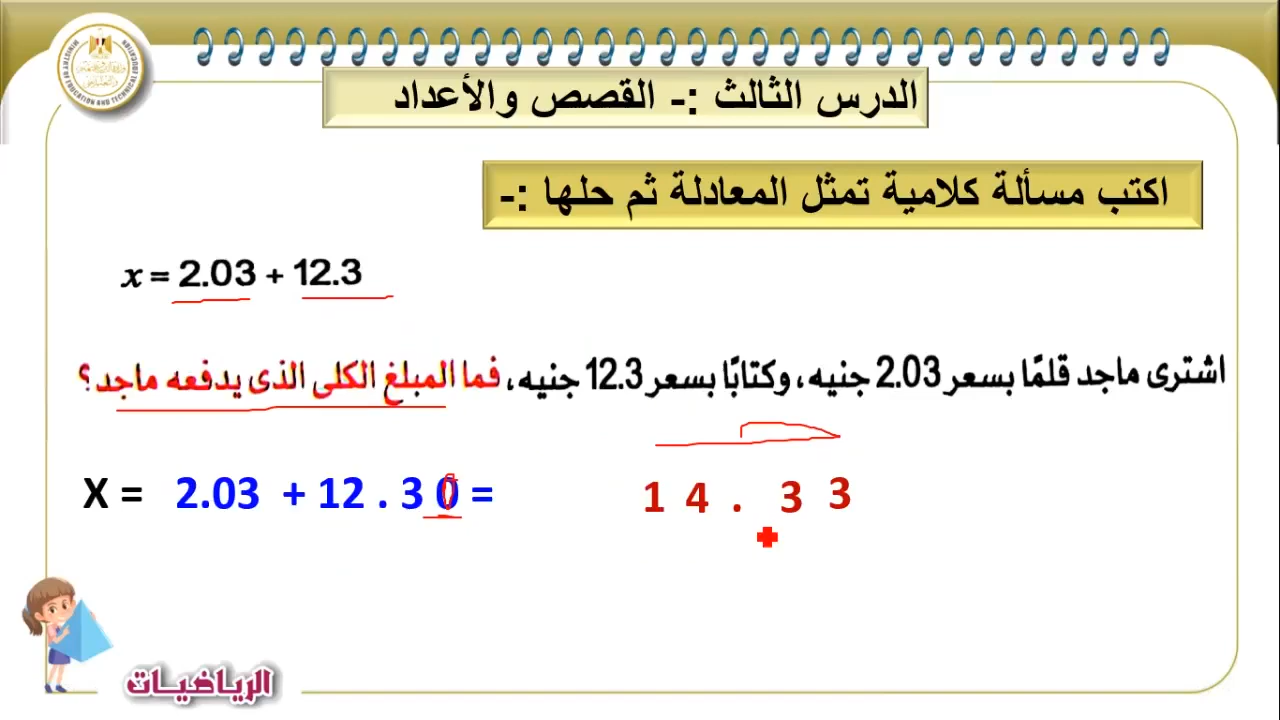 الدرس الثالث :- القصص والأعداد
اكتب مسألة كلامية تمثل المعادلة ثم حلها :-
x = 2.03 + 12.3
اشترى ماجد قلمًا بسعر 2.03 جنيه، وكتابًا بسعر 12.3 جنيه، فما المبلغ الكلى الذى يدفعه ماجد؟
X = 2.03 + 12 . 3 0 = 1 4 . 3 3
الرياضيات